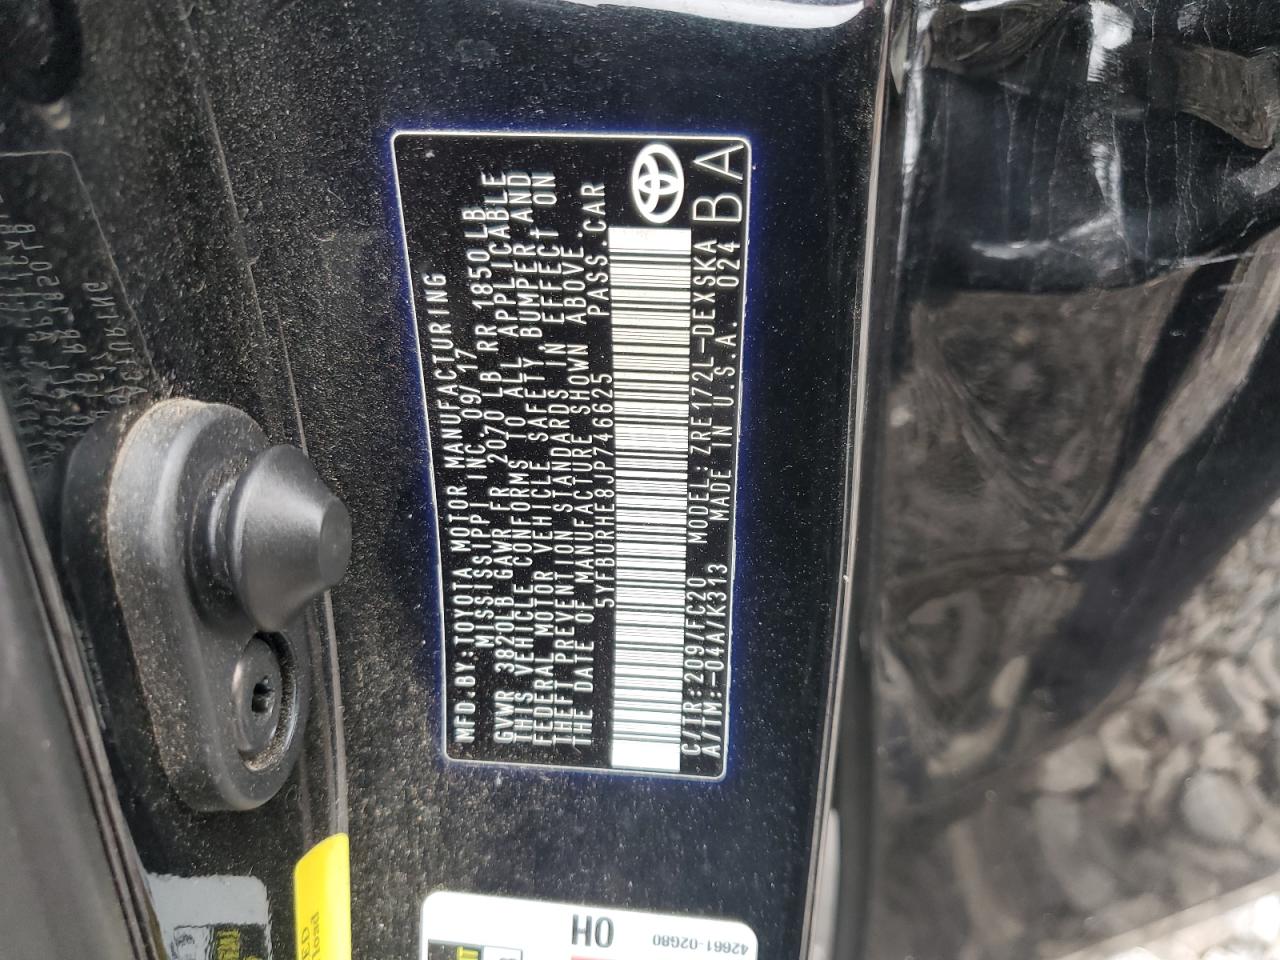 MFD.BY:TOYOTA MOTOR MANUFACTURING
MISSISSIPPI INC. 09/17
GVWR 3820LB GAWR FR 2070 LB RR 1850LB
THIS VEHICLE CONFORMS TO ALL APPLICABLE
FEDERAL MOTOR VEHICLE SAFETY, BUMPER AND
THEFT PREVENTION STANDARDS IN EFFECT ON
THE DATE OF MANUFACTURE SHOWN ABOVE.
5YFBURHE8JP746625 PASS.CAR
C/TR:209/FC20 MODEL:ZRE172L-DEXSKA
A/TM:-04A/K313 MADE IN U.S.A. 024
BA
OH
42661-02G80